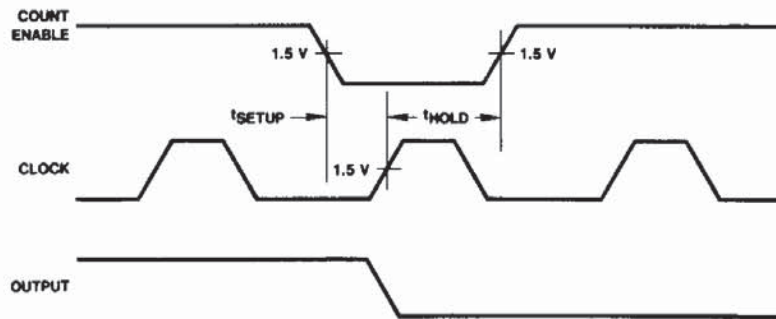 COUNT
ENABLE
1.5 V
1.5 V
tSETUP
tHOLD
CLOCK
1.5 V
OUTPUT